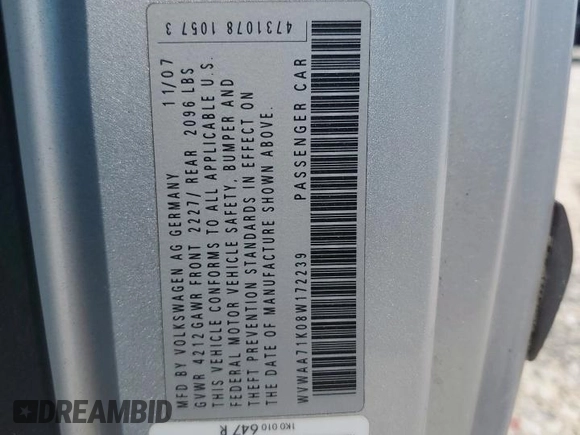 4731078 1057 3
MFD BY VOLKSWAGEN AG GERMANY 11/07
GVWR 4212 GAWR FRONT 2227/ REAR 2096 LBS
THIS VEHICLE CONFORMS TO ALL APPLICABLE U.S.
FEDERAL MOTOR VEHICLE SAFETY, BUMPER AND
THEFT PREVENTION STANDARDS IN EFFECT ON
THE DATE OF MANUFACTURE SHOWN ABOVE.
WVWAA71K08W172239 PASSENGER CAR
1K0 010 647 R
DREAMBID